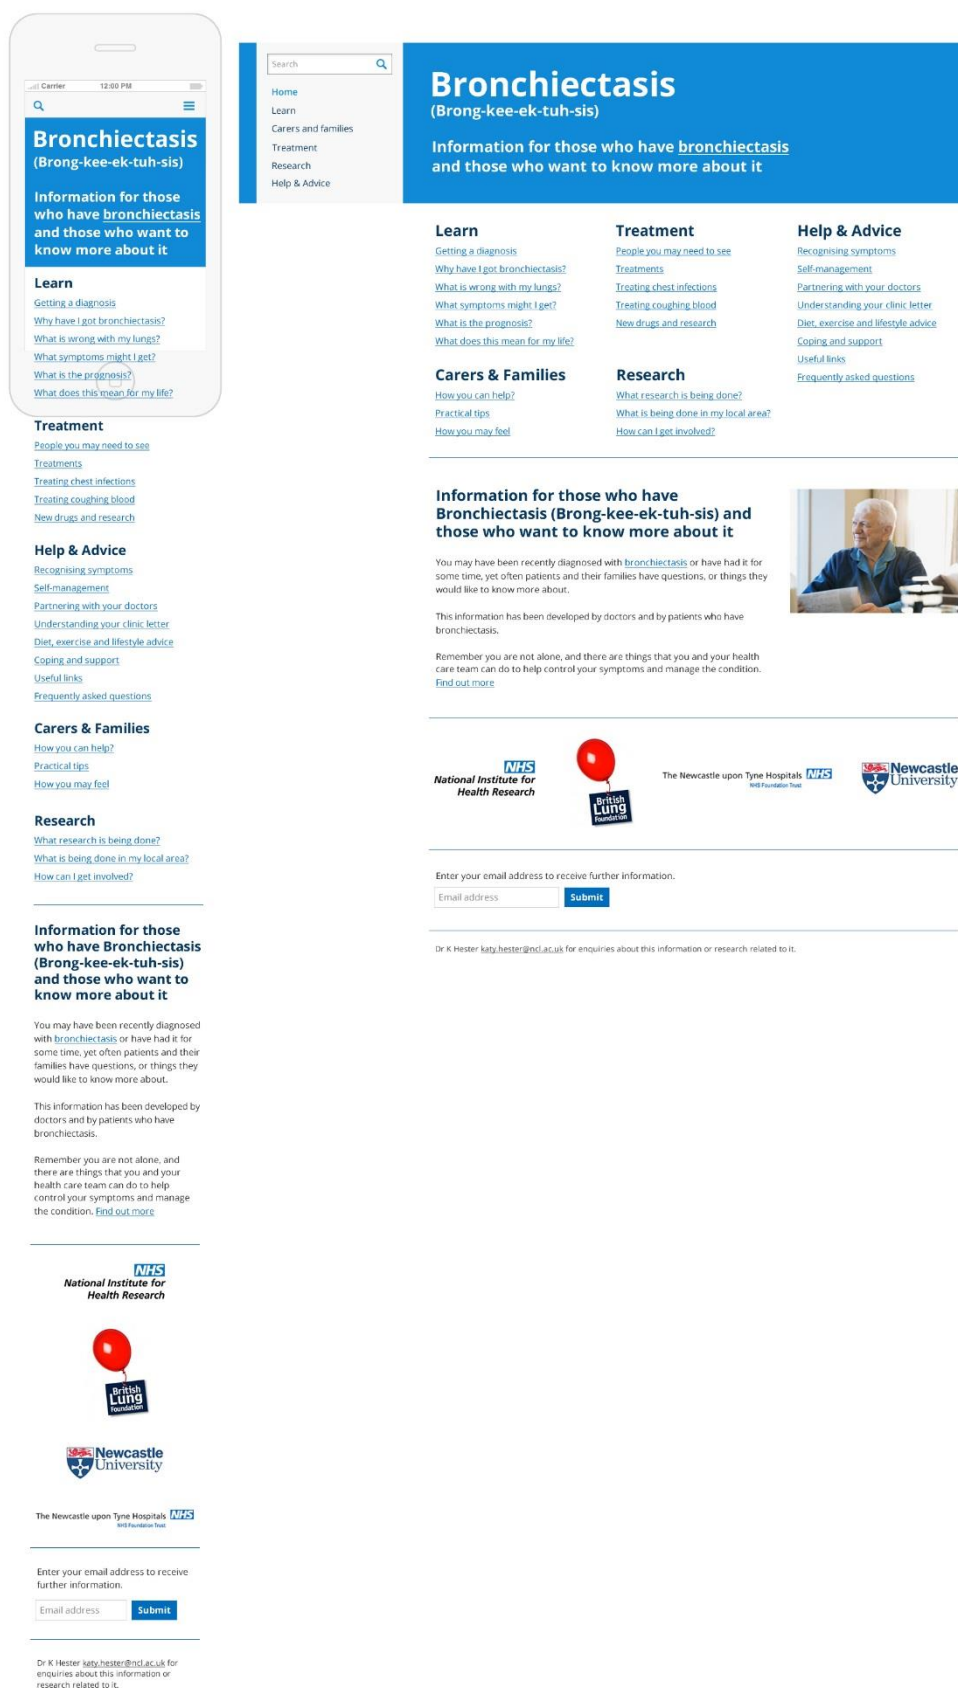 Carrier 12:00 PM
Bronchiectasis
(Brong-kee-ek-tuh-sis)
Information for those
who have bronchiectasis
and those who want to
know more about it
Learn
Getting a diagnosis
Why have I got bronchiectasis?
What is wrong with my lungs?
What symptoms might I get?
What is the prognosis?
What does this mean for my life?
Treatment
People you may need to see
Treatments
Treating chest infections
Treating coughing blood
New drugs and research
Help & Advice
Recognising symptoms
Self-management
Partnering with your doctors
Understanding your clinic letter
Diet, exercise and lifestyle advice
Coping and support
Useful links
Frequently asked questions
Carers & Families
How you can help?
Practical tips
How you may feel
Research
What research is being done?
What is being done in my local area?
How can I get involved?
Information for those
who have Bronchiectasis
(Brong-kee-ek-tuh-sis)
and those who want to
know more about it
You may have been recently diagnosed
with bronchiectasis or have had it for
some time, yet often patients and their
families have questions, or things they
would like to know more about.
This information has been developed by
doctors and by patients who have
bronchiectasis.
Remember you are not alone, and
there are things that you and your
health care team can do to help
control your symptoms and manage
the condition. Find out more
NHS
National Institute for
Health Research
British
Lung
Foundation
Newcastle
University
The Newcastle upon Tyne Hospitals NHS
NHS Foundation Trust
Enter your email address to receive
further information.
Email address Submit
Dr K Hester katy.hester@ncl.ac.uk for
enquiries about this information or
research related to it.
Search
Home
Learn
Carers and families
Treatment
Research
Help & Advice
Bronchiectasis
(Brong-kee-ek-tuh-sis)
Information for those who have bronchiectasis
and those who want to know more about it
Learn
Getting a diagnosis
Why have I got bronchiectasis?
What is wrong with my lungs?
What symptoms might I get?
What is the prognosis?
What does this mean for my life?
Treatment
People you may need to see
Treatments
Treating chest infections
Treating coughing blood
New drugs and research
Help & Advice
Recognising symptoms
Self-management
Partnering with your doctors
Understanding your clinic letter
Diet, exercise and lifestyle advice
Coping and support
Useful links
Frequently asked questions
Carers & Families
How you can help?
Practical tips
How you may feel
Research
What research is being done?
What is being done in my local area?
How can I get involved?
Information for those who have
Bronchiectasis (Brong-kee-ek-tuh-sis) and
those who want to know more about it
You may have been recently diagnosed with bronchiectasis or have had it for
some time, yet often patients and their families have questions, or things they
would like to know more about.
This information has been developed by doctors and by patients who have
bronchiectasis.
Remember you are not alone, and there are things that you and your health
care team can do to help control your symptoms and manage the condition.
Find out more
NHS
National Institute for
Health Research
British
Lung
Foundation
The Newcastle upon Tyne Hospitals NHS
NHS Foundation Trust
Newcastle
University
Enter your email address to receive further information.
Email address Submit
Dr K Hester katy.hester@ncl.ac.uk for enquiries about this information or research related to it.